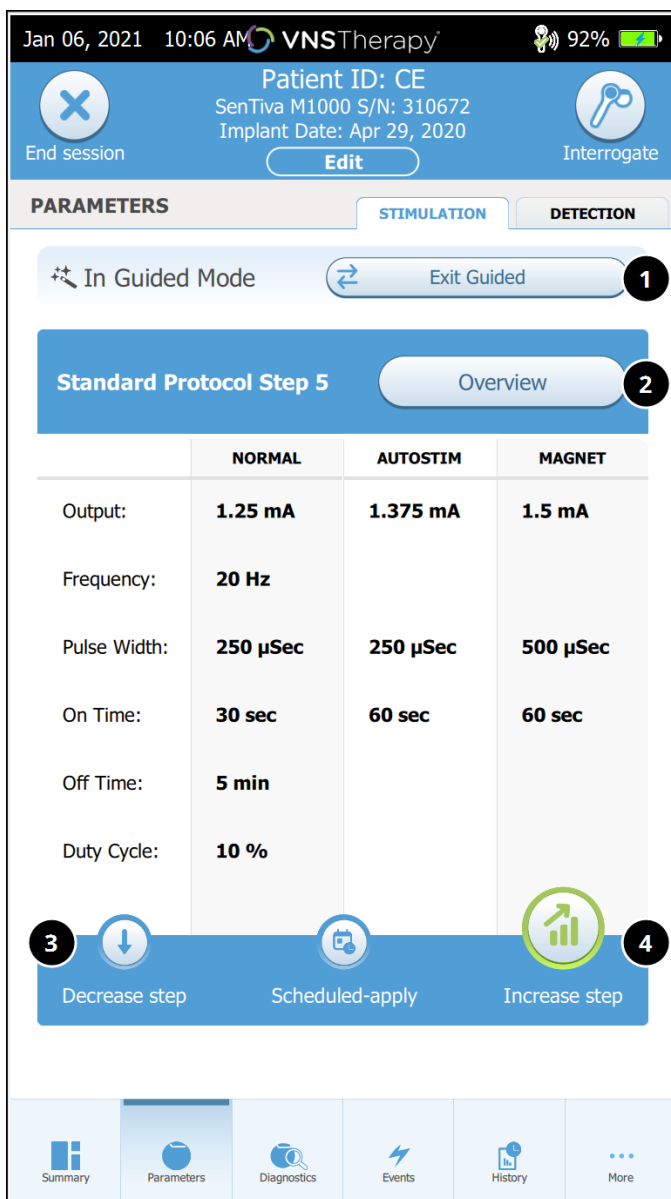 Jan 06, 2021 10:06 AM VNSTherapy 92%
Patient ID: CE
SenTiva M1000 S/N: 310672
Implant Date: Apr 29, 2020
End session Edit Interrogate
PARAMETERS STIMULATION DETECTION
In Guided Mode Exit Guided 1
Standard Protocol Step 5 Overview 2
NORMAL AUTOSTIM MAGNET
Output: 1.25 mA 1.375 mA 1.5 mA
Frequency: 20 Hz
Pulse Width: 250 µSec 250 µSec 500 µSec
On Time: 30 sec 60 sec 60 sec
Off Time: 5 min
Duty Cycle: 10 %
3 4
Decrease step Scheduled-apply Increase step
Summary Parameters Diagnostics Events History More